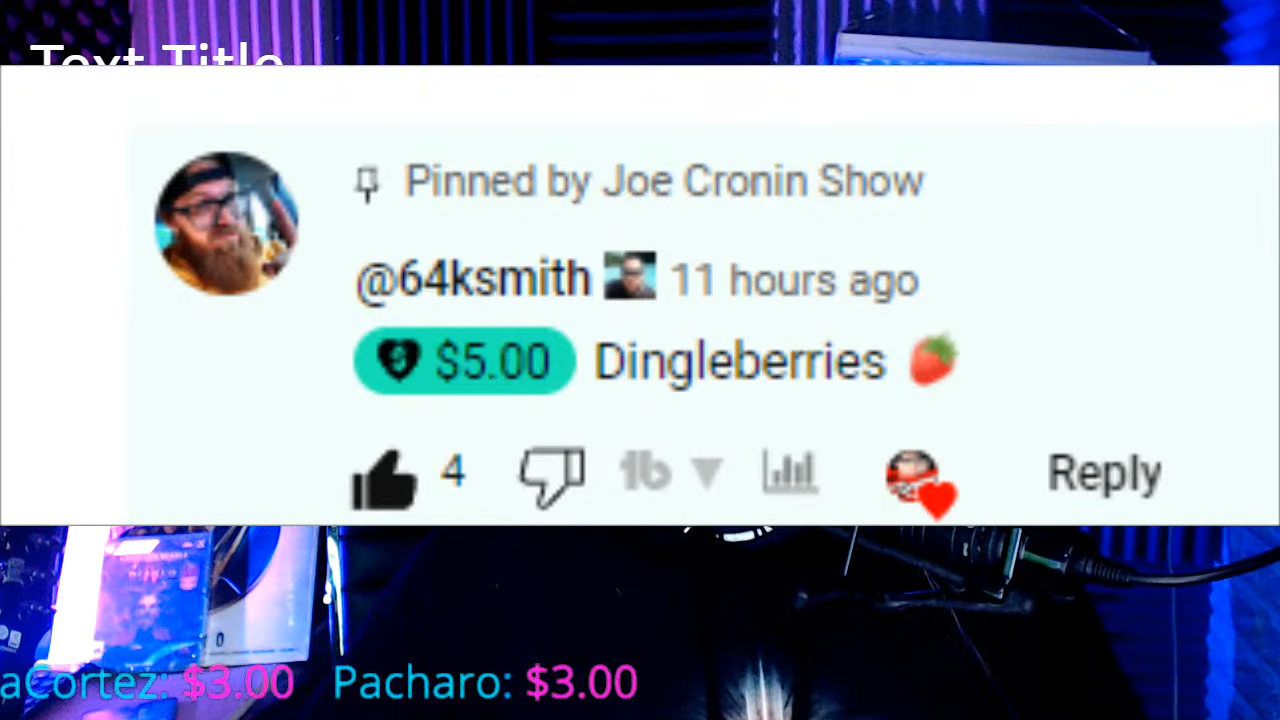 Text Title
Pinned by Joe Cronin Show
@64ksmith 11 hours ago
$5.00 Dingleberries 🍓
4 1b Reply
aCortez: $3.00 Pacharo: $3.00